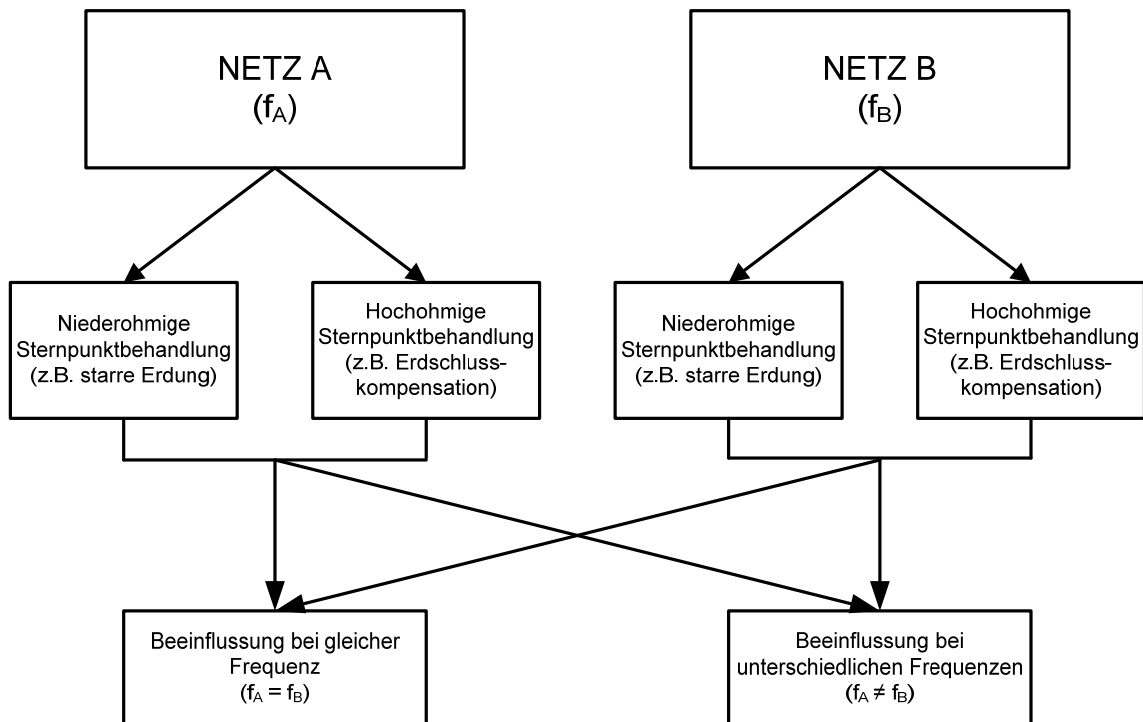 NETZ A
(fA)
NETZ B
(fB)
Niederohmige
Sternpunktbehandlung
(z.B. starre Erdung)
Hochohmige
Sternpunktbehandlung
(z.B. Erdschluss-
kompensation)
Niederohmige
Sternpunktbehandlung
(z.B. starre Erdung)
Hochohmige
Sternpunktbehandlung
(z.B. Erdschluss-
kompensation)
Beeinflussung bei gleicher
Frequenz
(fA = fB)
Beeinflussung bei
unterschiedlichen Frequenzen
(fA ≠ fB)